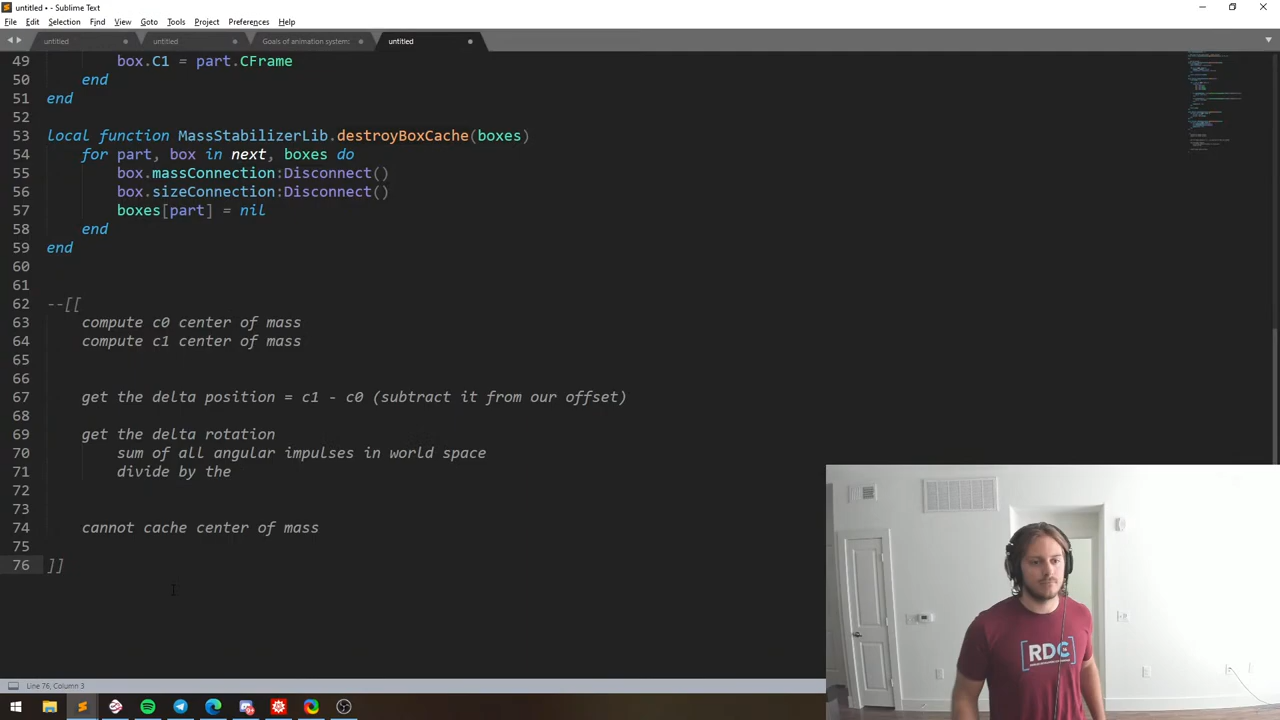 untitled • - Sublime Text
File Edit Selection Find View Goto Tools Project Preferences Help
untitled untitled Goals of animation system: untitled
49 box.C1 = part.CFrame
50 end
51 end
52
53 local function MassStabilizerLib.destroyBoxCache(boxes)
54 for part, box in next, boxes do
55 box.massConnection:Disconnect()
56 box.sizeConnection:Disconnect()
57 boxes[part] = nil
58 end
59 end
60
61
62 --[[
63 compute c0 center of mass
64 compute c1 center of mass
65
66
67 get the delta position = c1 - c0 (subtract it from our offset)
68
69 get the delta rotation
70 sum of all angular impulses in world space
71 divide by the
72
73
74 cannot cache center of mass
75
76 ]]
RDC
Line 76, Column 3